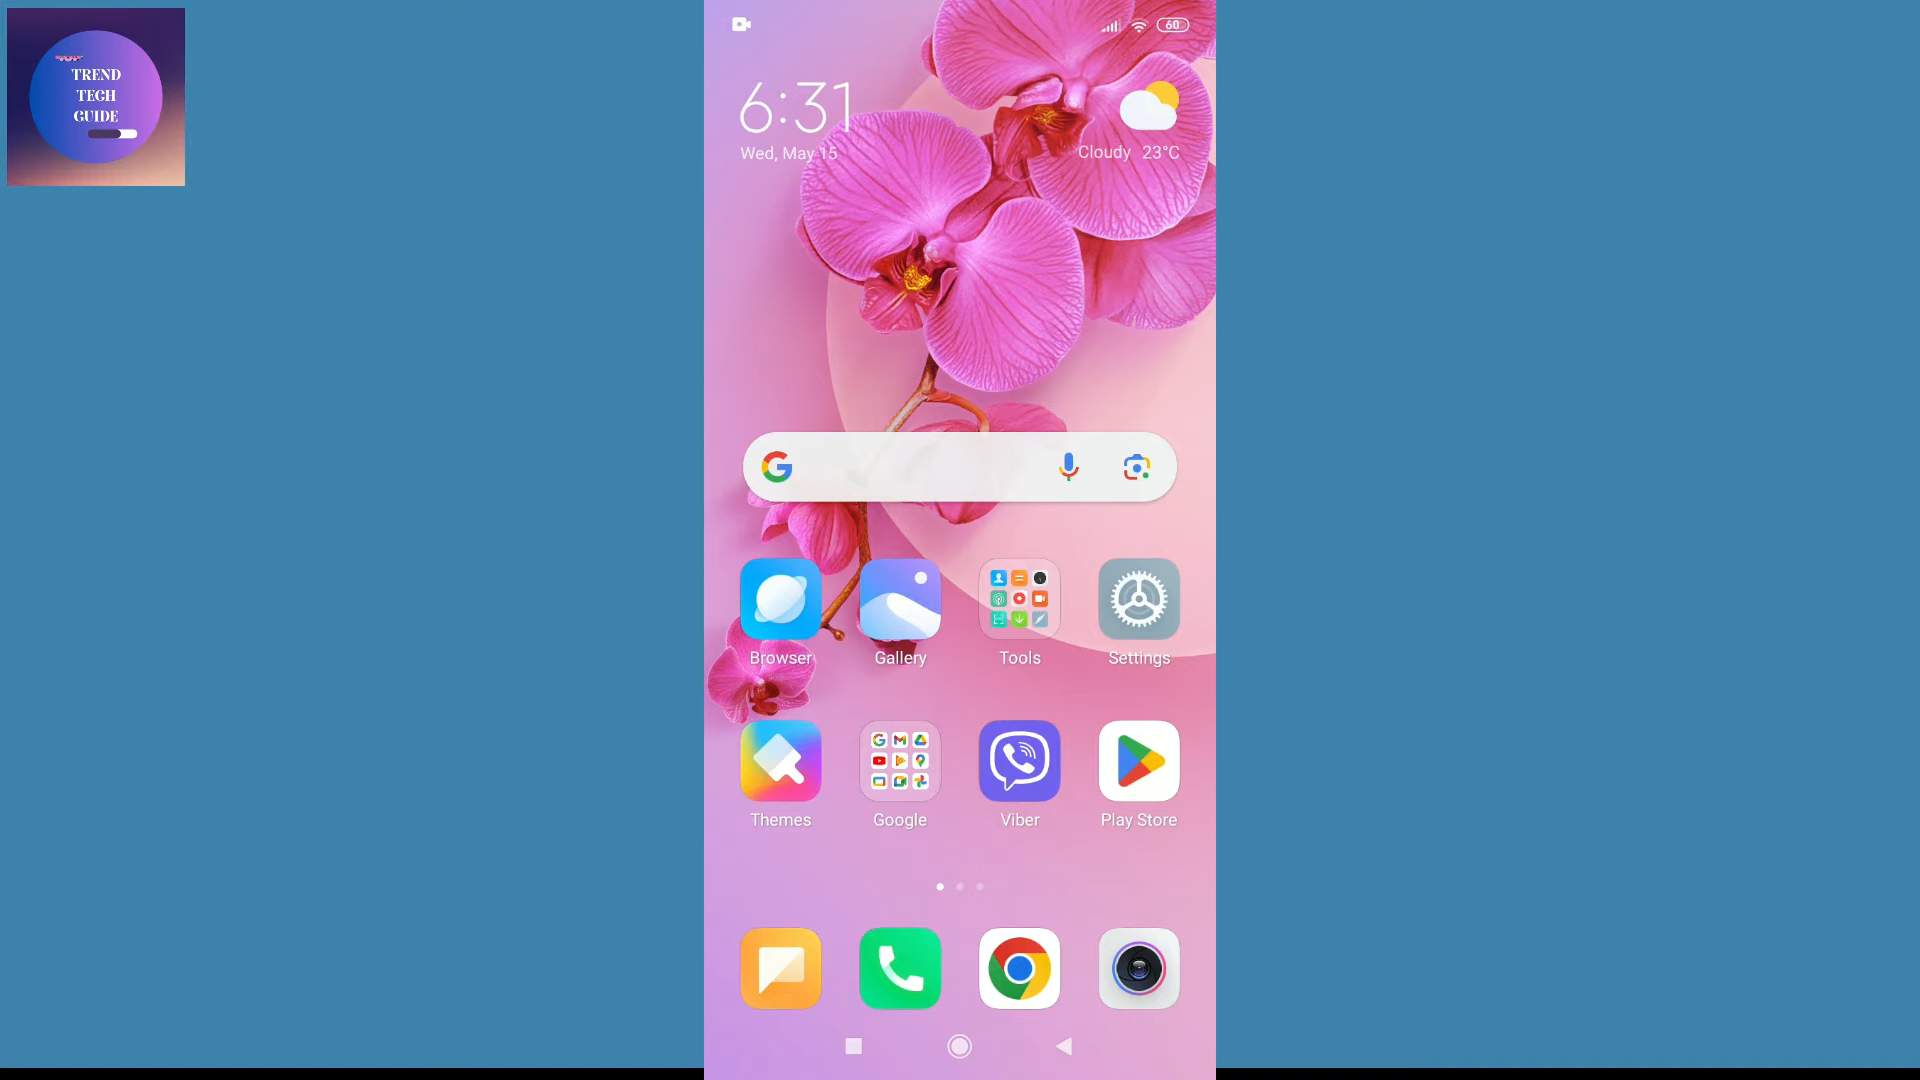 TREND
TECH
GUIDE
60
6:31
Wed, May 15
Cloudy 23°C
Browser
Gallery
Tools
Settings
Themes
Google
Viber
Play Store